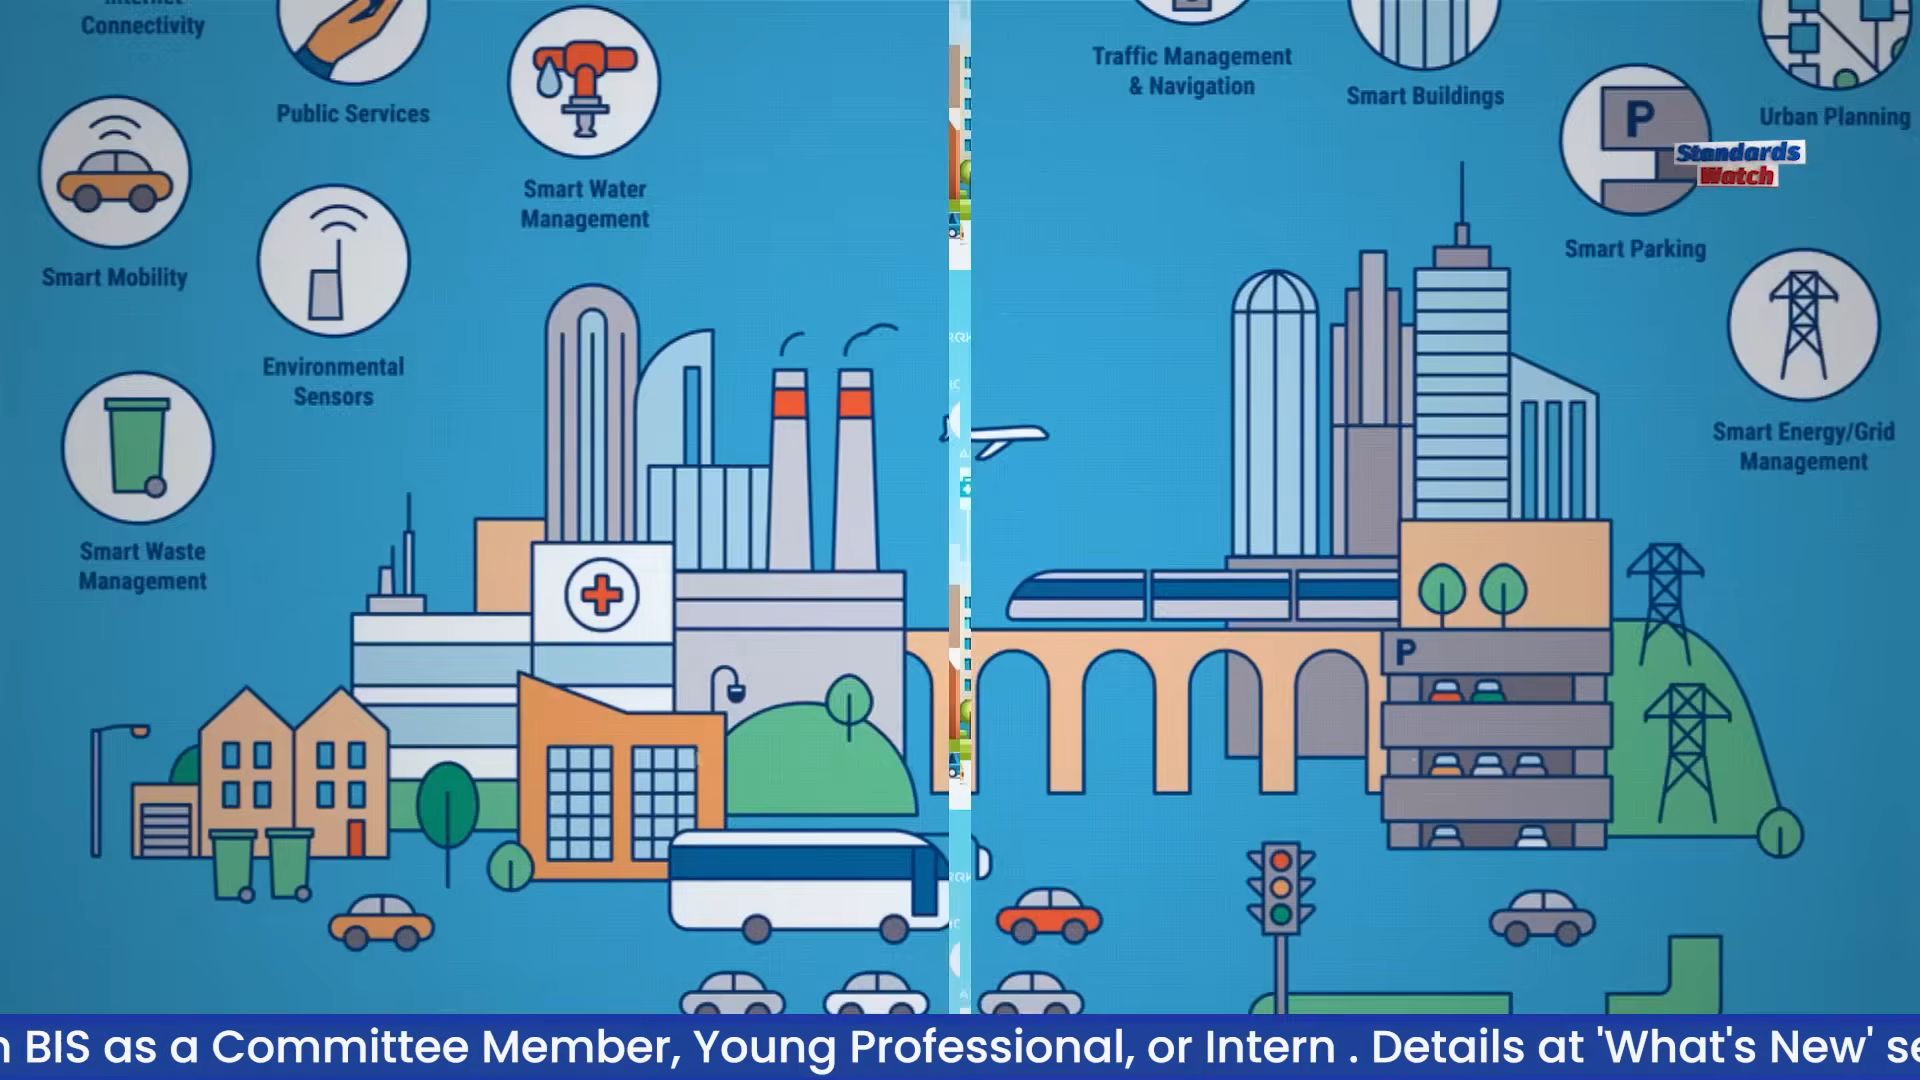 Connectivity
Public Services
Smart Water
Management
Smart Mobility
Environmental
Sensors
Smart Waste
Management
Traffic Management
& Navigation
Smart Buildings
Urban Planning
P
Standards
Watch
Smart Parking
Smart Energy/Grid
Management
P
BIS as a Committee Member, Young Professional, or Intern . Details at 'What's New'